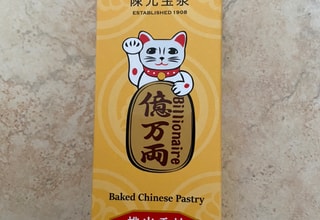 ESTABLISHED 1908
億万両
Billionaire
Baked Chinese Pastry